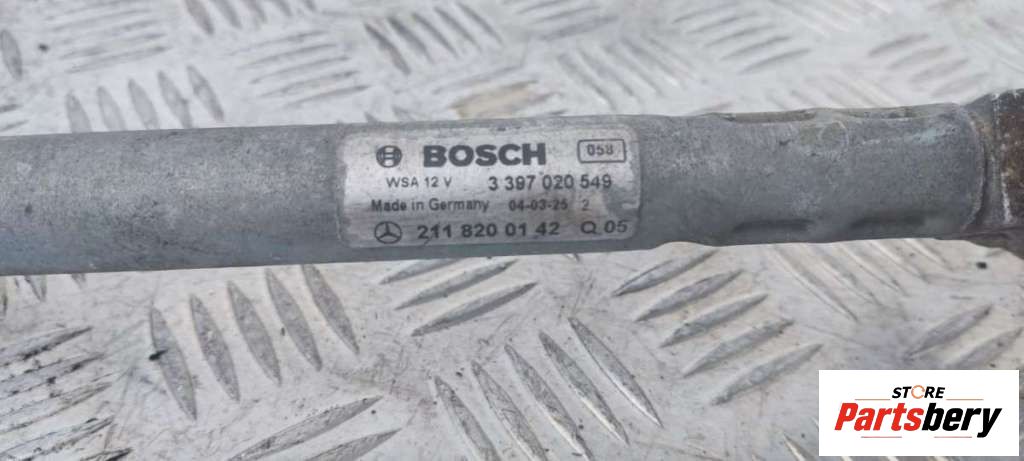 BOSCH 058
WSA 12 V 3 397 020 549
Made in Germany 04-03-25 2
211 820 01 42 Q 05
STORE
Partsbery